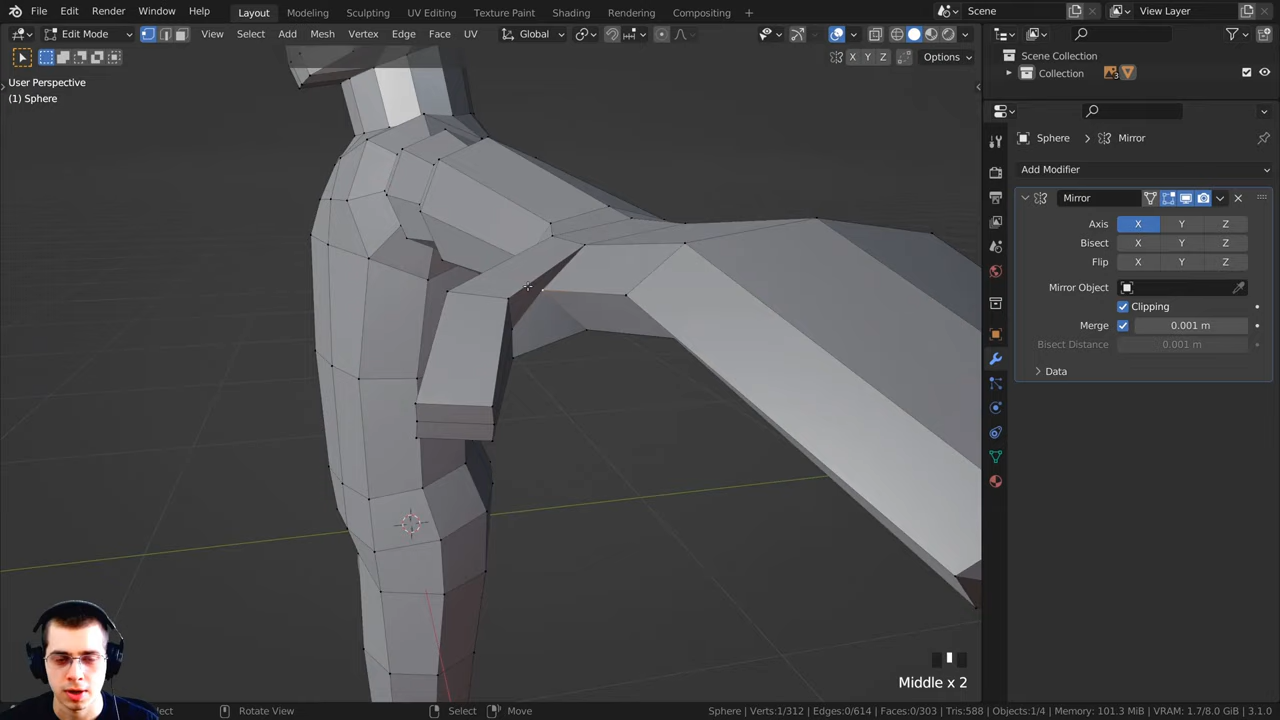 File Edit Render Window Help Layout Modeling Sculpting UV Editing Texture Paint Shading Rendering Compositing + Scene View Layer
Edit Mode View Select Add Mesh Vertex Edge Face UV Global
X Y Z Options
User Perspective
(1) Sphere
Scene Collection
Collection
Sphere > Mirror
Add Modifier
Mirror
Axis X Y Z
Bisect X Y Z
Flip X Y Z
Mirror Object
Clipping
Merge 0.001 m
Bisect Distance 0.001 m
Data
Middle x 2
Rotate View Select Move Sphere | Verts:1/312 | Edges:0/614 | Faces:0/303 | Tris:588 | Objects:1/4 | Memory: 101.3 MiB | VRAM: 1.7/8.0 GiB | 3.1.0